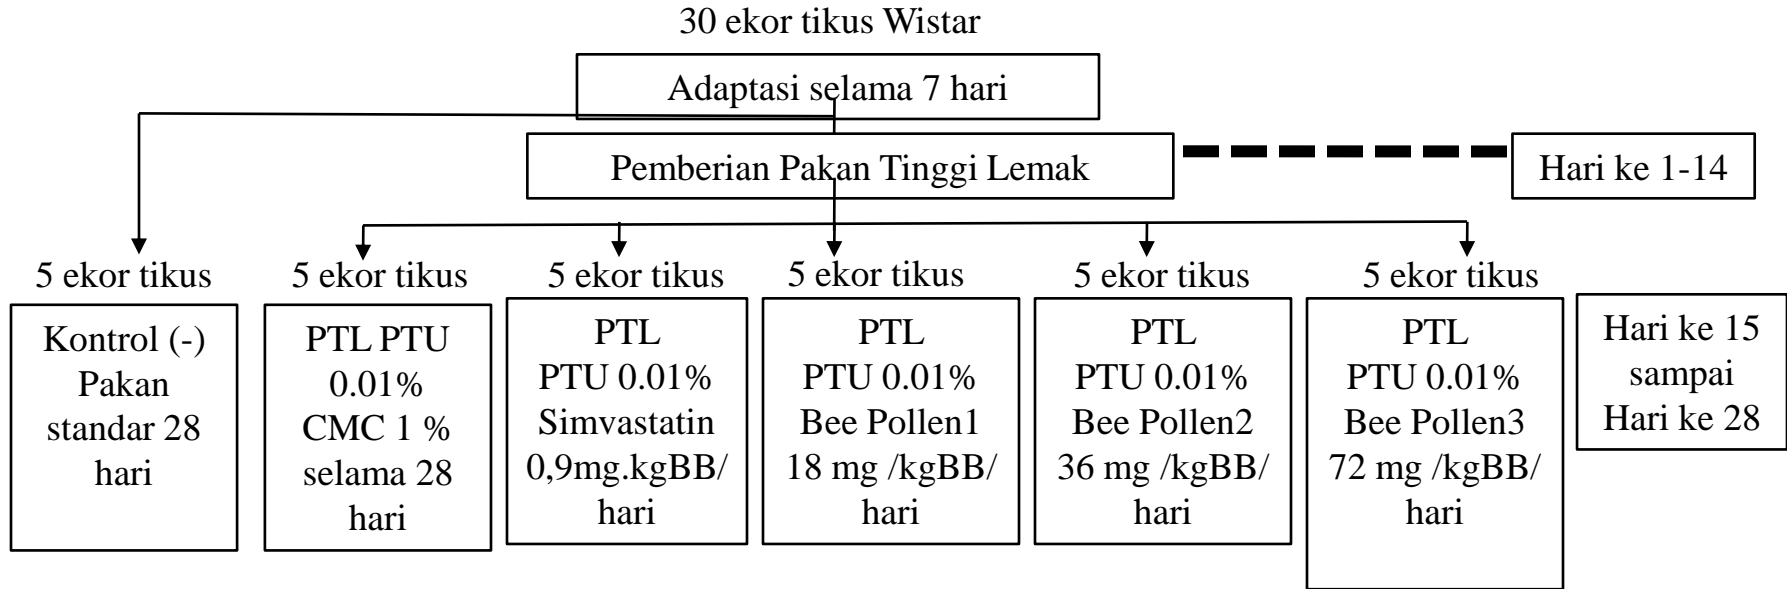 30 ekor tikus Wistar
Adaptasi selama 7 hari
Pemberian Pakan Tinggi Lemak
Hari ke 1-14
5 ekor tikus
5 ekor tikus
5 ekor tikus
5 ekor tikus
5 ekor tikus
5 ekor tikus
Kontrol (-)
Pakan
standar 28
hari
PTL PTU
0.01%
CMC 1 %
selama 28
hari
PTL
PTU 0.01%
Simvastatin
0,9mg.kgBB/
hari
PTL
PTU 0.01%
Bee Pollen1
18 mg /kgBB/
hari
PTL
PTU 0.01%
Bee Pollen2
36 mg /kgBB/
hari
PTL
PTU 0.01%
Bee Pollen3
72 mg /kgBB/
hari
Hari ke 15
sampai
Hari ke 28